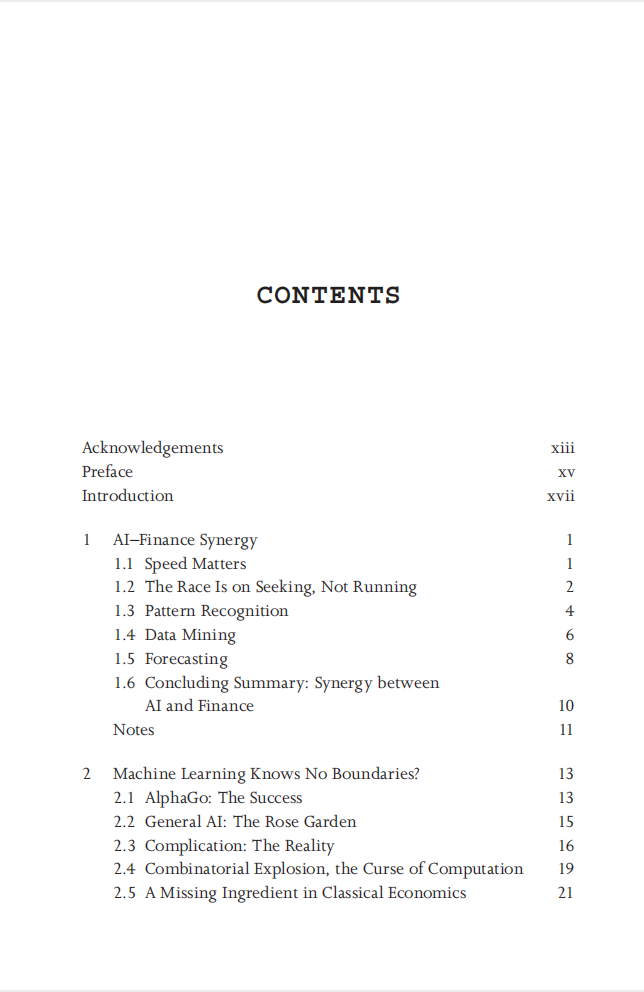 CONTENTS
Acknowledgements xiii
Preface xv
Introduction xvii
1 AI–Finance Synergy 1
1.1 Speed Matters 1
1.2 The Race Is on Seeking, Not Running 2
1.3 Pattern Recognition 4
1.4 Data Mining 6
1.5 Forecasting 8
1.6 Concluding Summary: Synergy between
AI and Finance 10
Notes 11
2 Machine Learning Knows No Boundaries? 13
2.1 AlphaGo: The Success 13
2.2 General AI: The Rose Garden 15
2.3 Complication: The Reality 16
2.4 Combinatorial Explosion, the Curse of Computation 19
2.5 A Missing Ingredient in Classical Economics 21